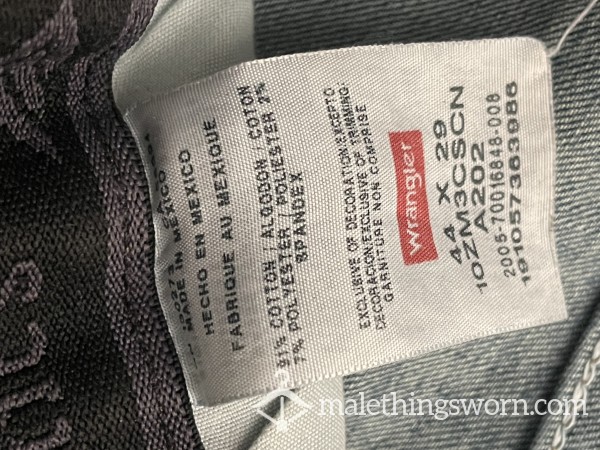 MADE IN MEXICO
HECHO EN MEXICO
FABRIQUE AU MEXIQUE
91% COTTON / ALGODON / COTON
7% POLYESTER / POLIESTER 2%
SPANDEX
EXCLUSIVE OF DECORATION/EXCEPTO
DECORACION/EXCLUSIVE OF TRIMMING/
GARNITURE NON COMPRISE
Wrangler
44 X 29
10ZM3CSCN
A202
2005-70016848-008
191057383986
malethingsworn.com